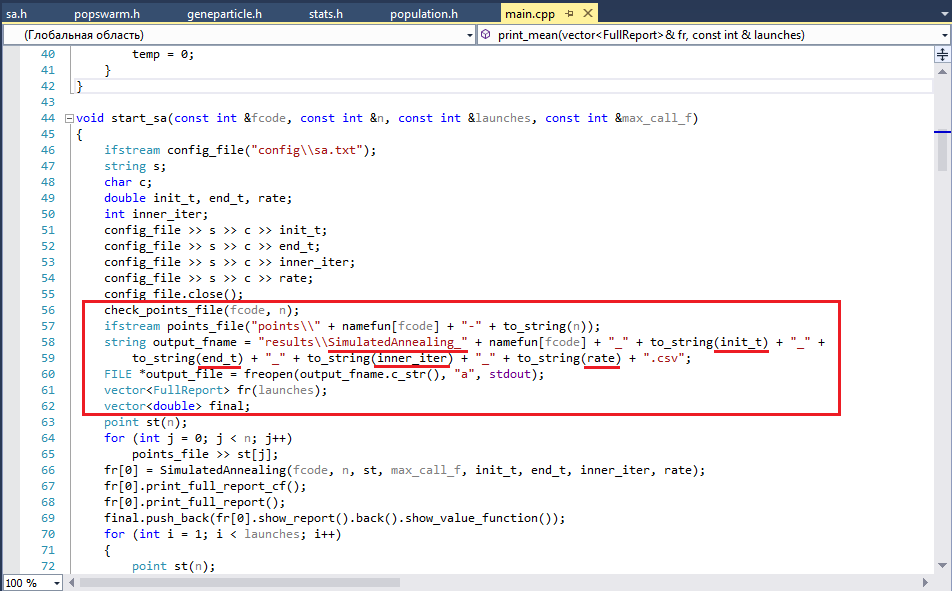 sa.h popswarm.h geneparticle.h stats.h population.h main.cpp
(Глобальная область) print_mean(vector<FullReport>& fr, const int & launches)
40 temp = 0;
41 }
42 }
43
44 void start_sa(const int &fcode, const int &n, const int &launches, const int &max_call_f)
45 {
46 ifstream config_file("config\\sa.txt");
47 string s;
48 char c;
49 double init_t, end_t, rate;
50 int inner_iter;
51 config_file >> s >> c >> init_t;
52 config_file >> s >> c >> end_t;
53 config_file >> s >> c >> inner_iter;
54 config_file >> s >> c >> rate;
55 config_file.close();
56 check_points_file(fcode, n);
57 ifstream points_file("points\\" + namefun[fcode] + "-" + to_string(n));
58 string output_fname = "results\\SimulatedAnnealing_" + namefun[fcode] + "_" + to_string(init_t) + "_" +
59 to_string(end_t) + "_" + to_string(inner_iter) + "_" + to_string(rate) + ".csv";
60 FILE *output_file = freopen(output_fname.c_str(), "a", stdout);
61 vector<FullReport> fr(launches);
62 vector<double> final;
63 point st(n);
64 for (int j = 0; j < n; j++)
65 points_file >> st[j];
66 fr[0] = SimulatedAnnealing(fcode, n, st, max_call_f, init_t, end_t, inner_iter, rate);
67 fr[0].print_full_report_cf();
68 fr[0].print_full_report();
69 final.push_back(fr[0].show_report().back().show_value_function());
70 for (int i = 1; i < launches; i++)
71 {
72 point st(n);
100 %